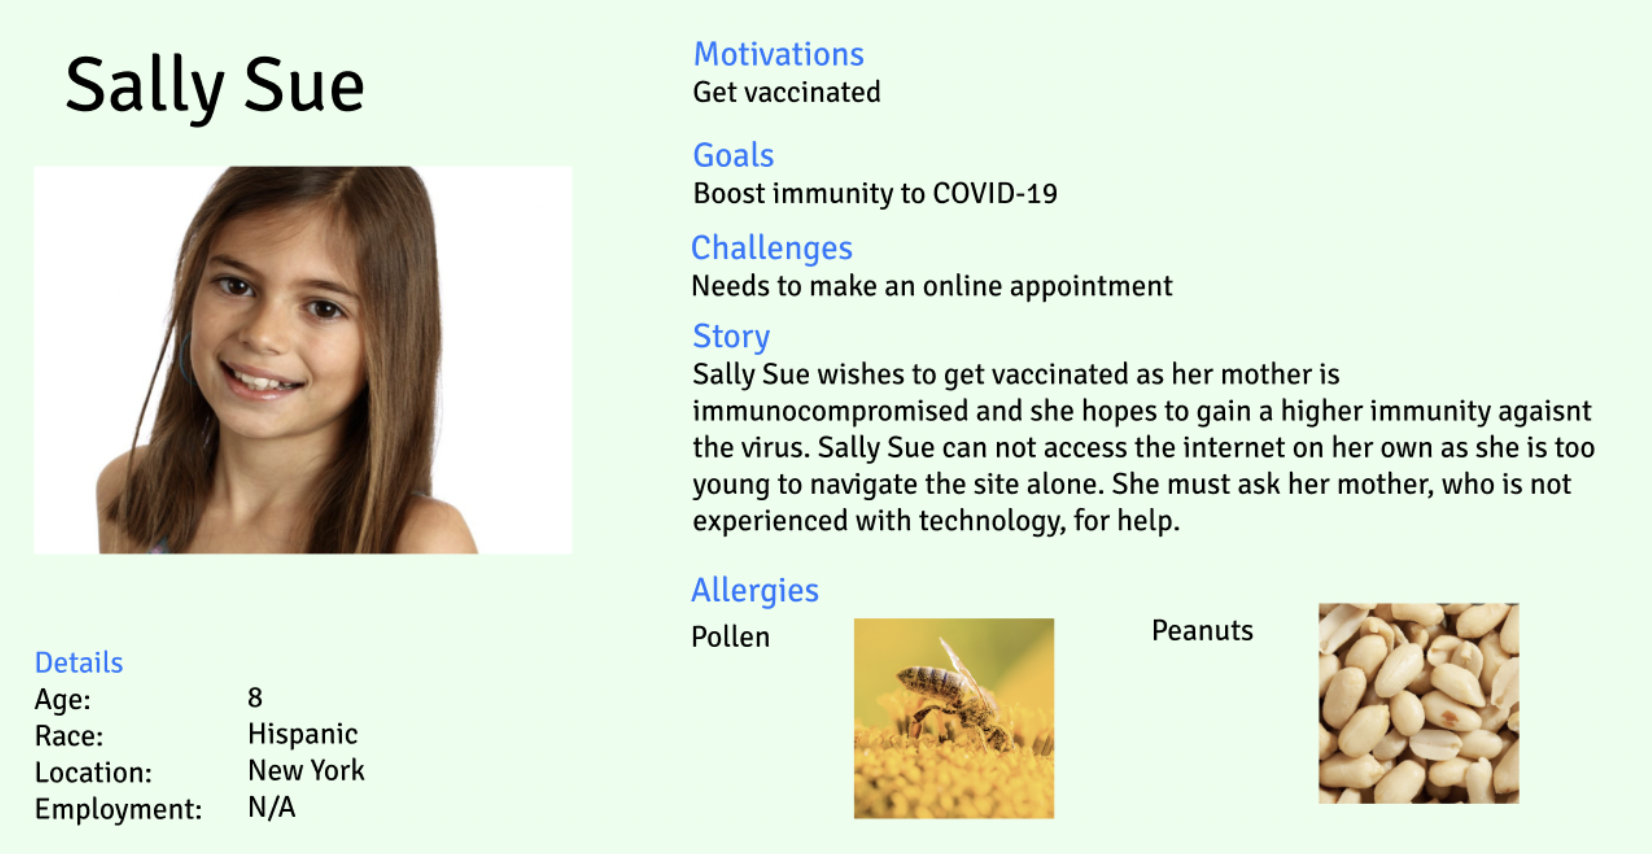 Sally Sue
Motivations
Get vaccinated
Goals
Boost immunity to COVID-19
Challenges
Needs to make an online appointment
Story
Sally Sue wishes to get vaccinated as her mother is
immunocompromised and she hopes to gain a higher immunity agaisnt
the virus. Sally Sue can not access the internet on her own as she is too
young to navigate the site alone. She must ask her mother, who is not
experienced with technology, for help.
Allergies
Pollen
Peanuts
Details
Age: 8
Race: Hispanic
Location: New York
Employment: N/A